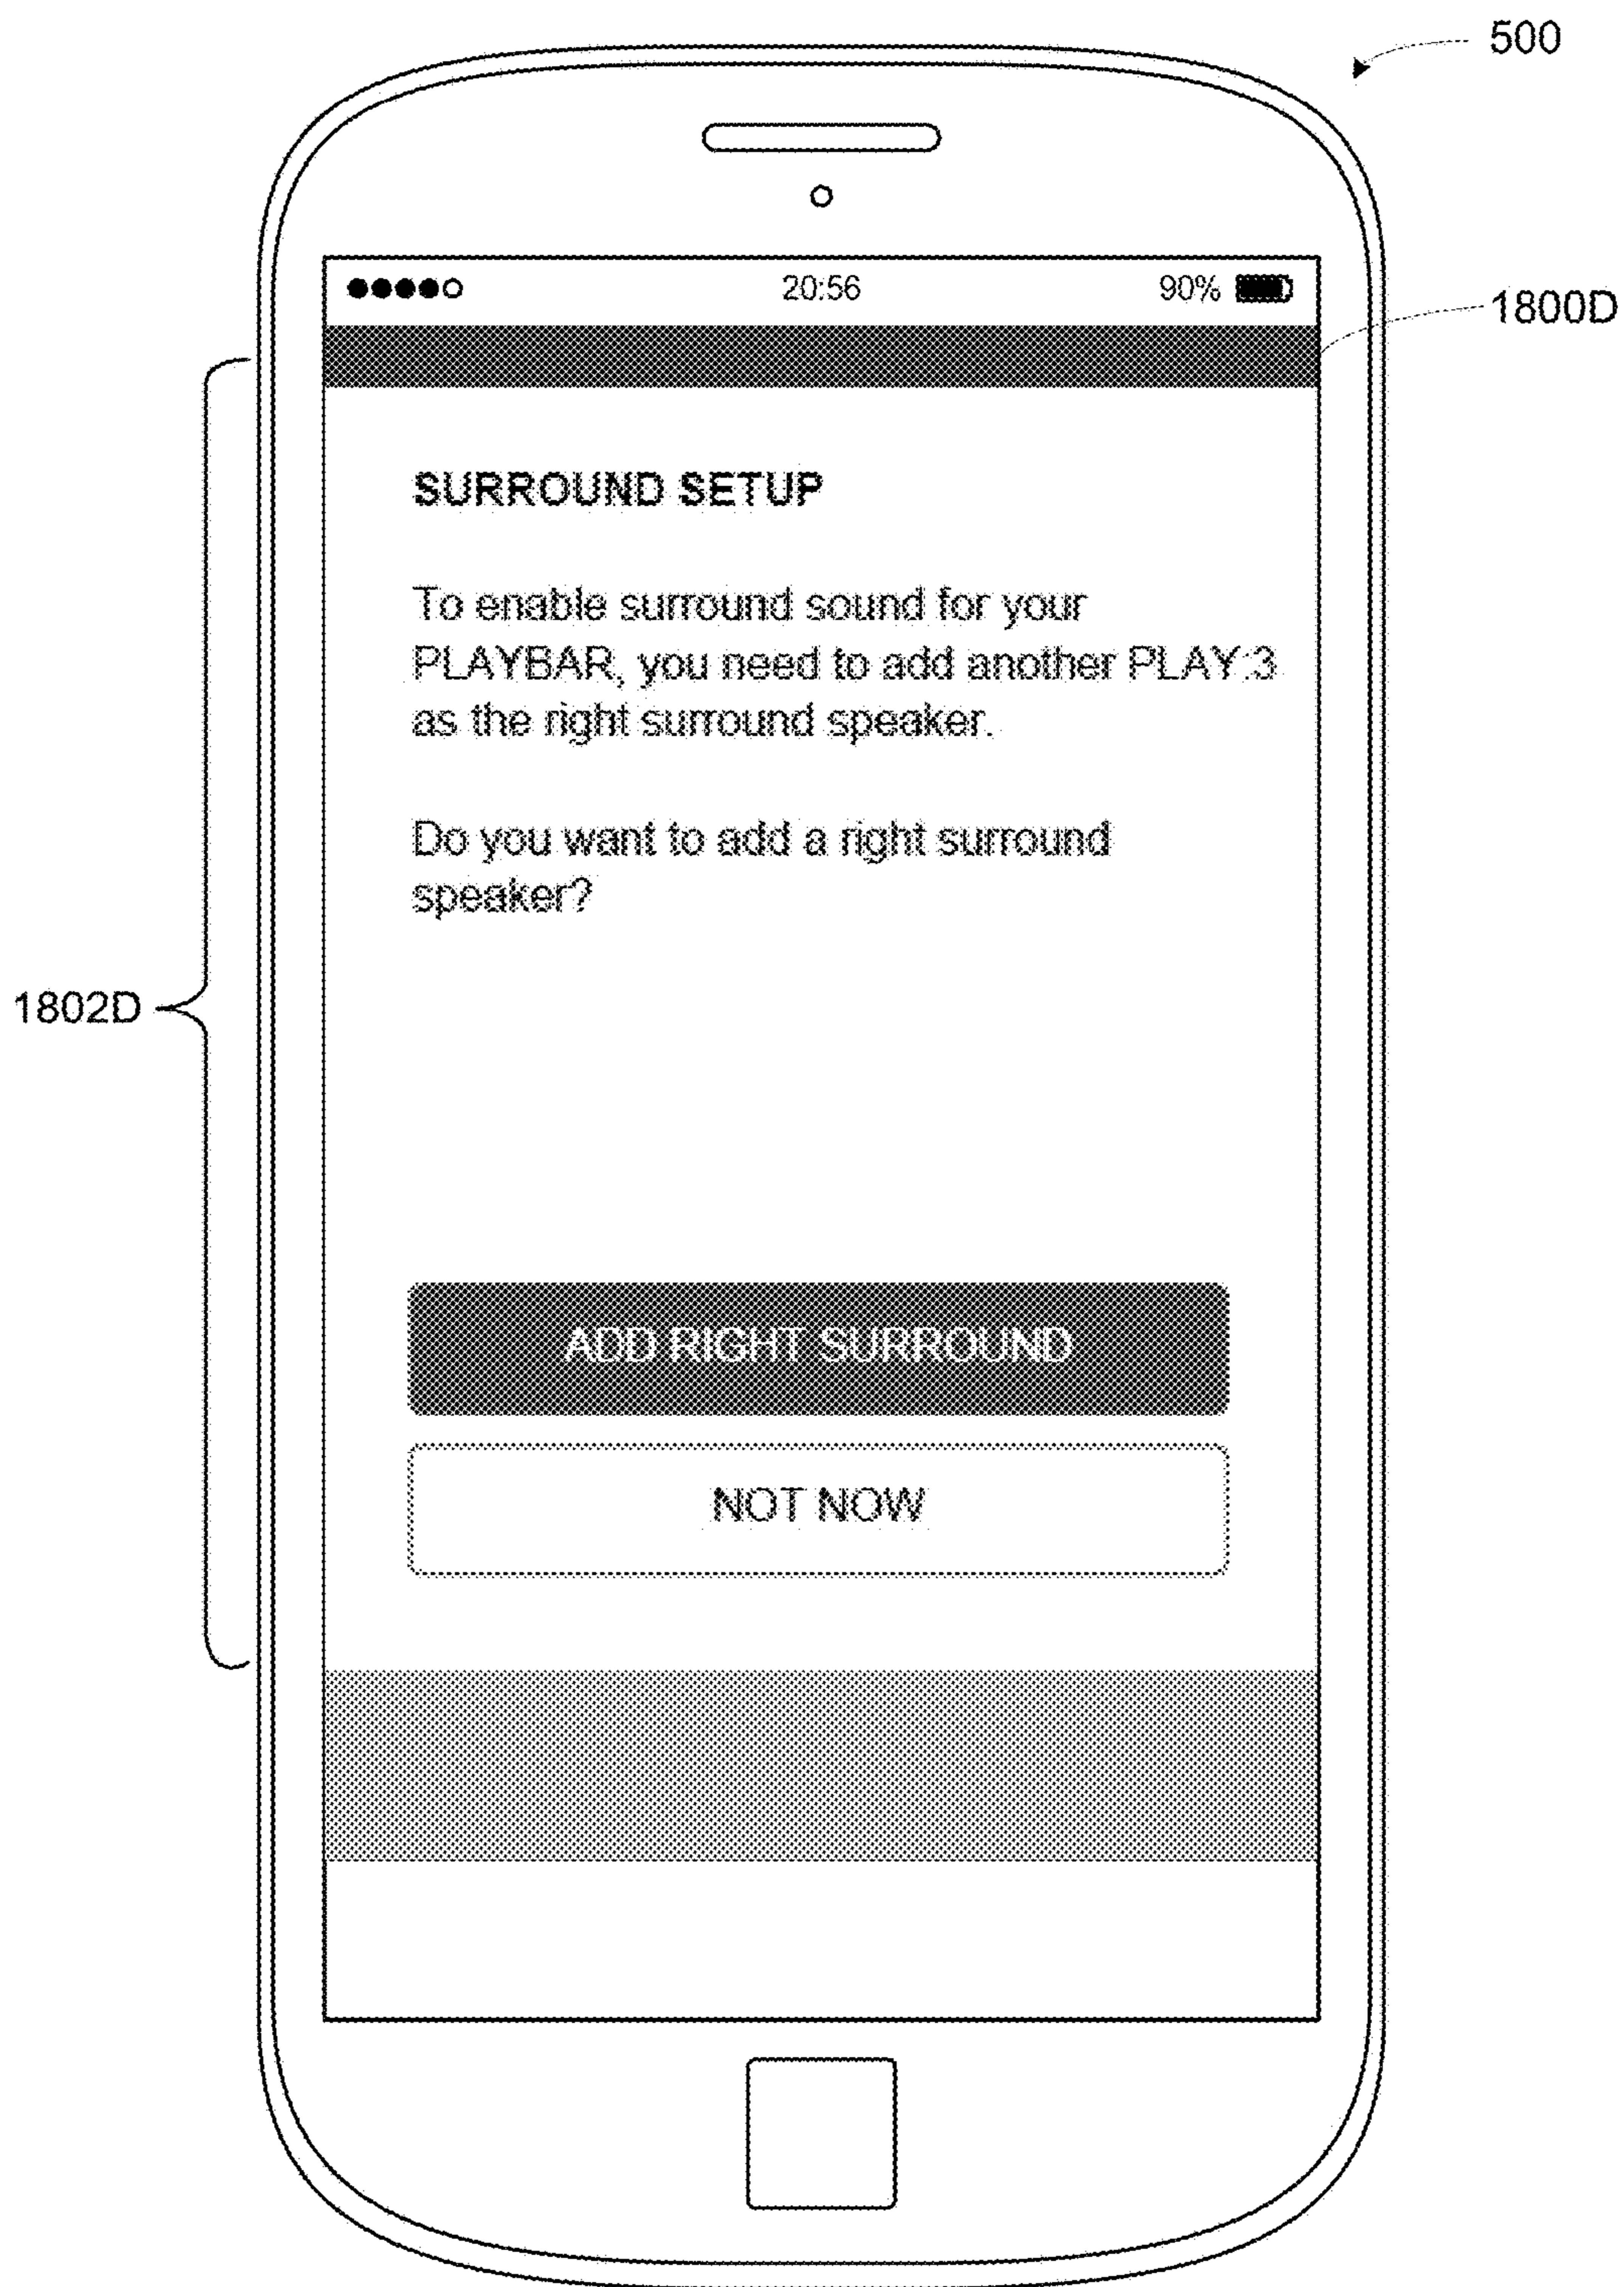 500
20:56
90%
1800D
SURROUND SETUP
To enable surround sound for your
PLAYBAR, you need to add another PLAY:3
as the right surround speaker.
Do you want to add a right surround
speaker?
1802D
ADD RIGHT SURROUND
NOT NOW